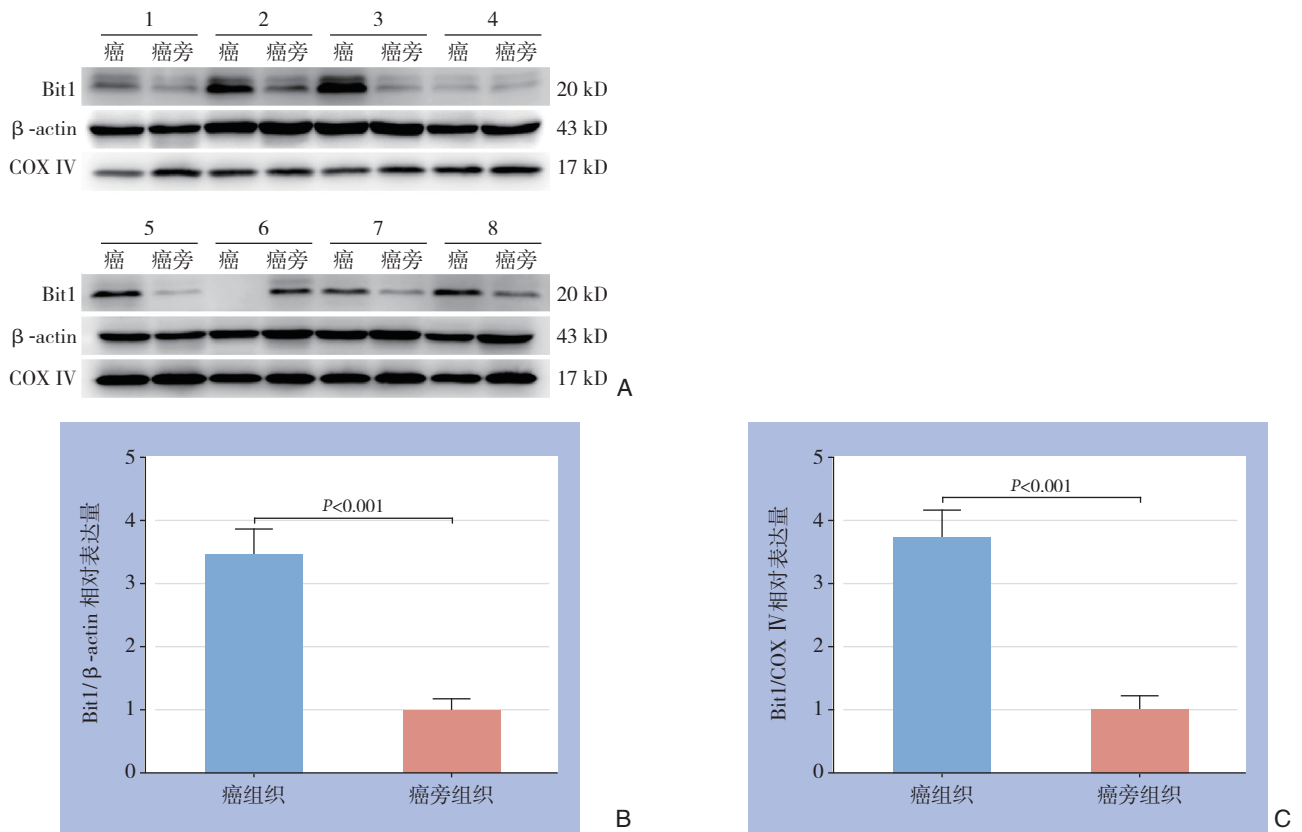 1 2 3 4
癌 癌旁 癌 癌旁 癌 癌旁 癌 癌旁
Bit1 20 kD
β-actin 43 kD
COX IV 17 kD
5 6 7 8
癌 癌旁 癌 癌旁 癌 癌旁 癌 癌旁
Bit1 20 kD
β-actin 43 kD
COX IV 17 kD
A
Bit1/β-actin 相对表达量
5
4
3
2
1
0
P<0.001
癌组织 癌旁组织
B
Bit1/COX Ⅳ 相对表达量
5
4
3
2
1
0
P<0.001
癌组织 癌旁组织
C